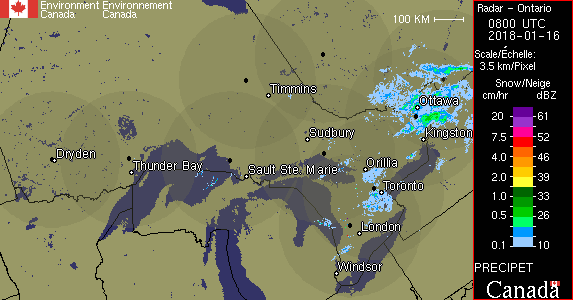 Environment Environnement
Canada Canada
100 KM
Radar - Ontario
0800 UTC
2018-01-16
Scale/Échelle:
3.5 km/Pixel
Snow/Neige
cm/hr dBZ
20 61
7.5 52
4.0 46
2.0 39
1.0 33
0.5 26
0.1 10
PRECIPET
Canada
Timmins
Ottawa
Sudbury
Kingston
Dryden
Thunder Bay
Sault Ste. Marie
Orillia
Toronto
London
Windsor